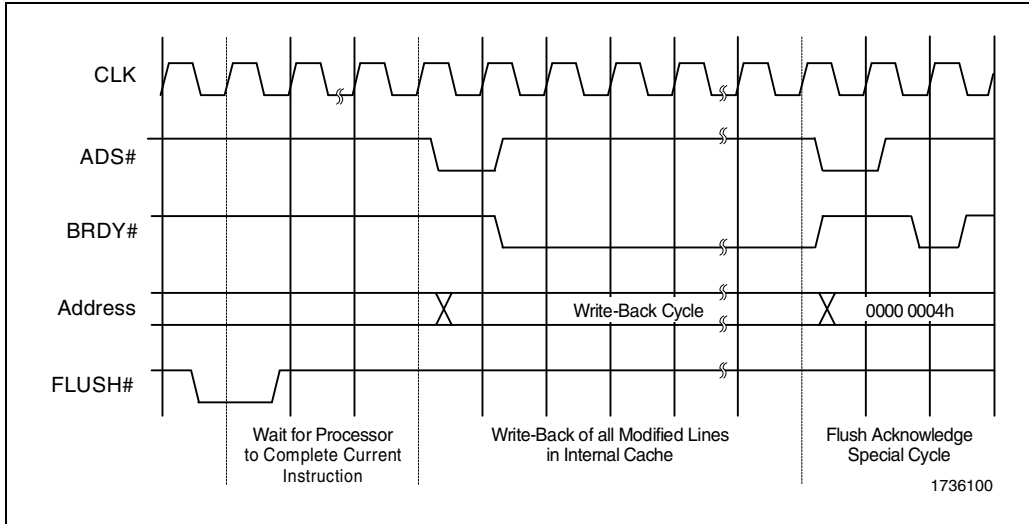 CLK
ADS#
BRDY#
Address
Write-Back Cycle
0000 0004h
FLUSH#
Wait for Processor
to Complete Current
Instruction
Write-Back of all Modified Lines
in Internal Cache
Flush Acknowledge
Special Cycle
1736100